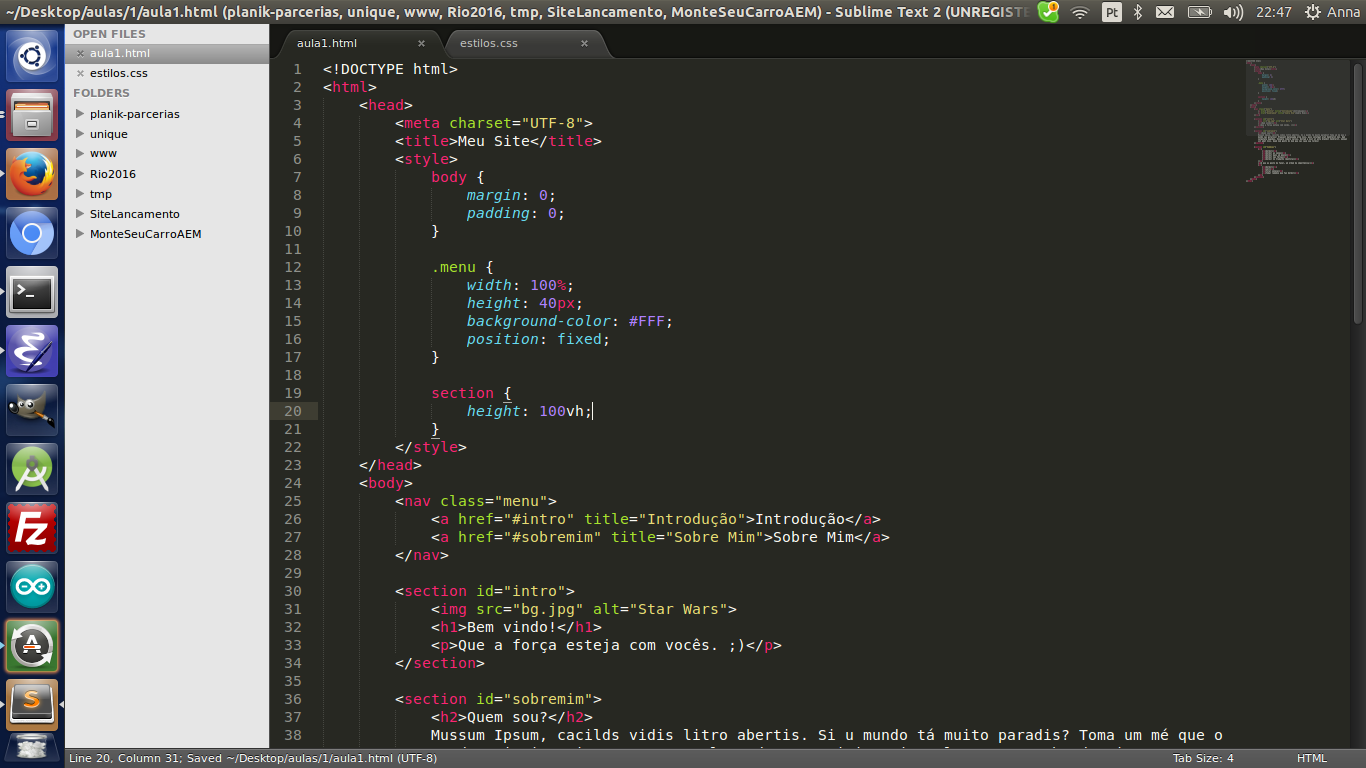 ~/Desktop/aulas/1/aula1.html (planik-parcerias, unique, www, Rio2016, tmp, SiteLancamento, MonteSeuCarroAEM) - Sublime Text 2 (UNREGISTE
Pt
22:47
Anna
OPEN FILES
aula1.html
estilos.css
FOLDERS
planik-parcerias
unique
www
Rio2016
tmp
SiteLancamento
MonteSeuCarroAEM
aula1.html
estilos.css
1 <!DOCTYPE html>
2 <html>
3     <head>
4         <meta charset="UTF-8">
5         <title>Meu Site</title>
6         <style>
7             body {
8                 margin: 0;
9                 padding: 0;
10             }
11
12             .menu {
13                 width: 100%;
14                 height: 40px;
15                 background-color: #FFF;
16                 position: fixed;
17             }
18
19             section {
20                 height: 100vh;
21             }
22         </style>
23     </head>
24     <body>
25         <nav class="menu">
26             <a href="#intro" title="Introdução">Introdução</a>
27             <a href="#sobremim" title="Sobre Mim">Sobre Mim</a>
28         </nav>
29
30         <section id="intro">
31             <img src="bg.jpg" alt="Star Wars">
32             <h1>Bem vindo!</h1>
33             <p>Que a força esteja com vocês. ;)</p>
34         </section>
35
36         <section id="sobremim">
37             <h2>Quem sou?</h2>
38             Mussum Ipsum, cacilds vidis litro abertis. Si u mundo tá muito paradis? Toma um mé que o
Line 20, Column 31; Saved ~/Desktop/aulas/1/aula1.html (UTF-8)
Tab Size: 4
HTML